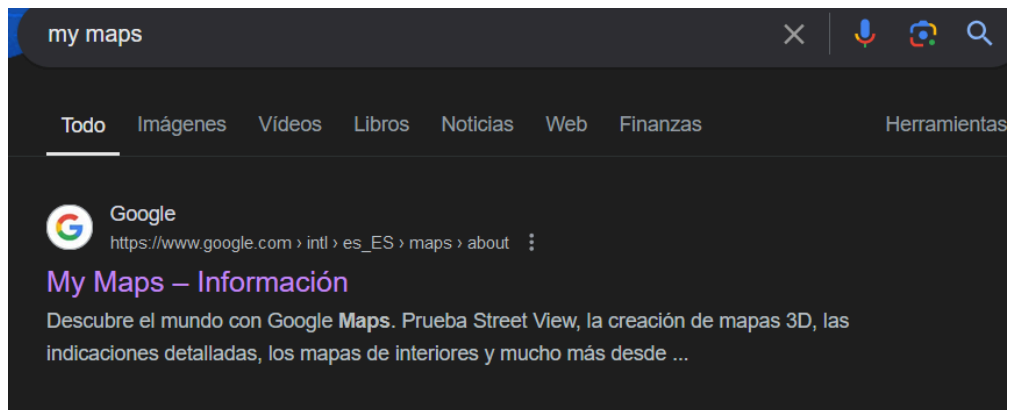 my maps
Todo Imágenes Vídeos Libros Noticias Web Finanzas Herramientas
Google
https://www.google.com › intl › es_ES › maps › about
My Maps – Información
Descubre el mundo con Google Maps. Prueba Street View, la creación de mapas 3D, las
indicaciones detalladas, los mapas de interiores y mucho más desde ...